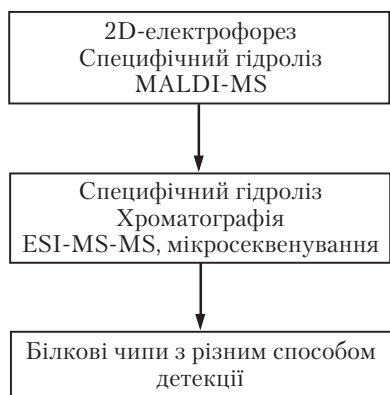 2D-електрофорез
Специфічний гідроліз
MALDI-MS
Специфічний гідроліз
Хроматографія
ESI-MS-MS, мікросеквенування
Білкові чипи з різним способом
детекції